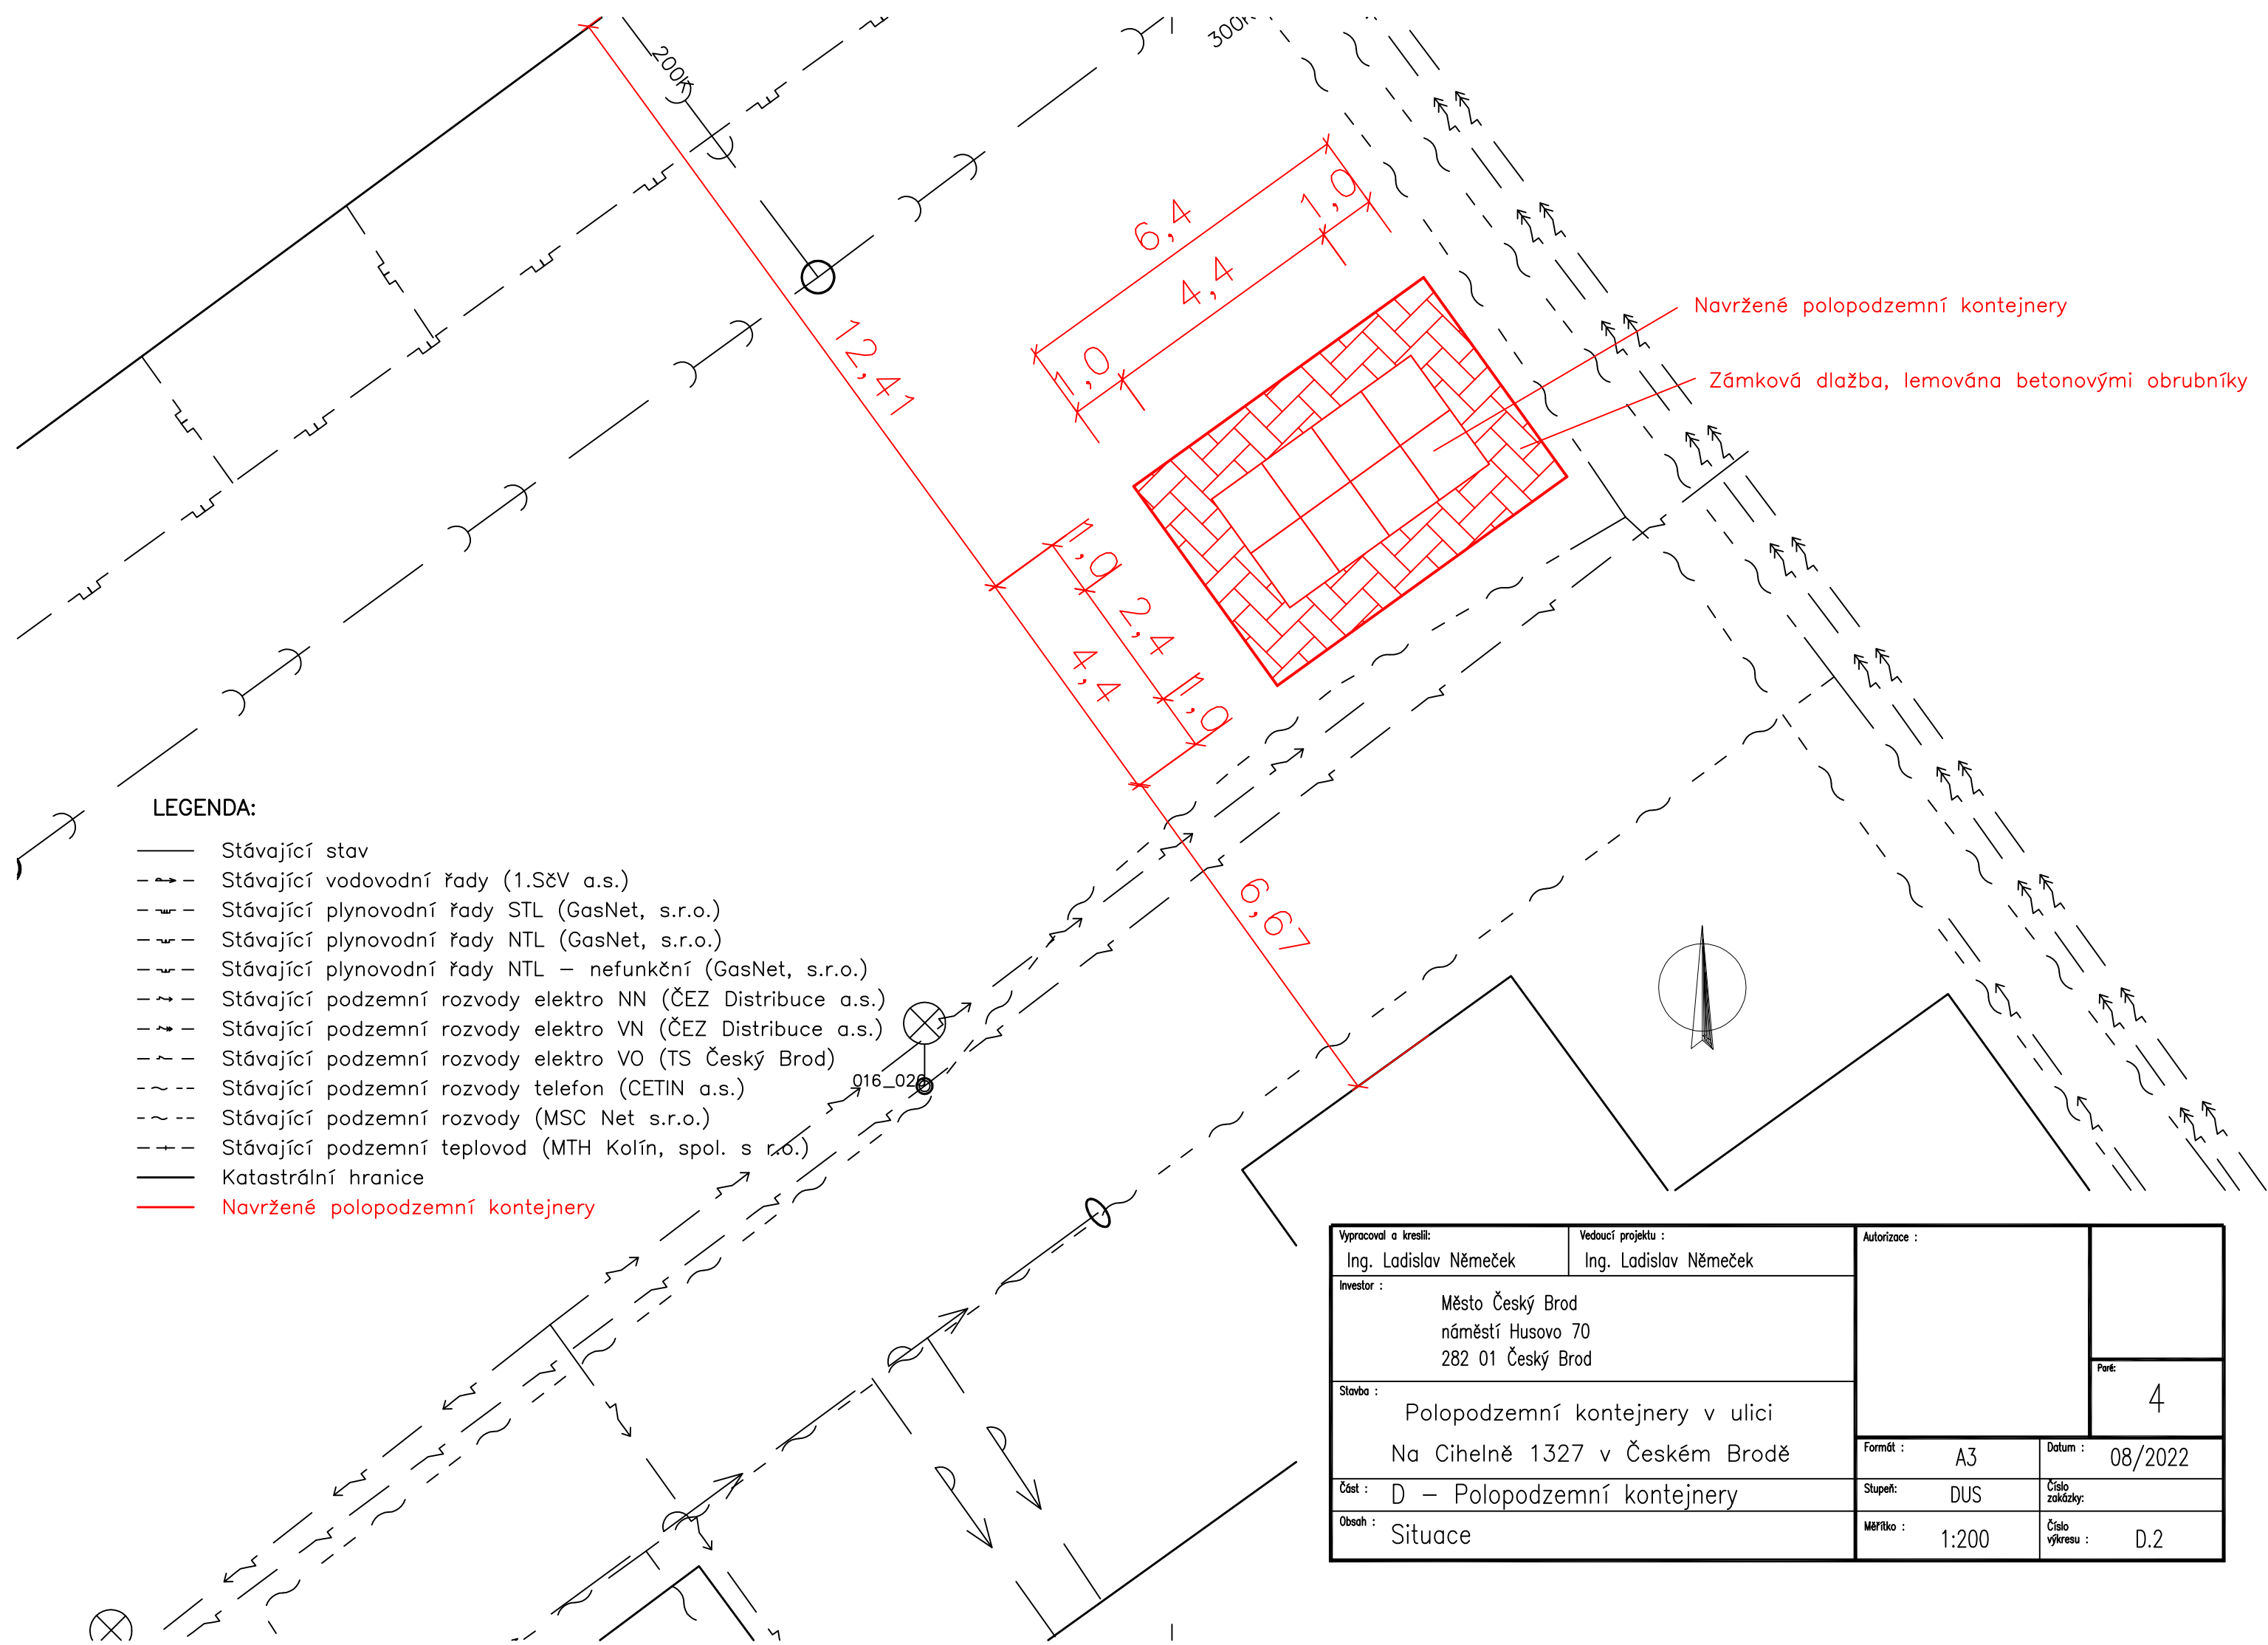 200K
300K
6,4
1,0
4,4
1,0
12,41
Navržené polopodzemní kontejnery
Zámková dlažba, lemována betonovými obrubníky
1,0
2,4
4,4
1,0
6,67
LEGENDA:
Stávající stav
Stávající vodovodní řady (1.SčV a.s.)
Stávající plynovodní řady STL (GasNet, s.r.o.)
Stávající plynovodní řady NTL (GasNet, s.r.o.)
Stávající plynovodní řady NTL – nefunkční (GasNet, s.r.o.)
Stávající podzemní rozvody elektro NN (ČEZ Distribuce a.s.)
Stávající podzemní rozvody elektro VN (ČEZ Distribuce a.s.)
Stávající podzemní rozvody elektro VO (TS Český Brod)
Stávající podzemní rozvody telefon (CETIN a.s.)
Stávající podzemní rozvody (MSC Net s.r.o.)
Stávající podzemní teplovod (MTH Kolín, spol. s r.o.)
Katastrální hranice
Navržené polopodzemní kontejnery
Vypracoval a kreslil:
Ing. Ladislav Němeček
Vedoucí projektu :
Ing. Ladislav Němeček
Autorizace :
Investor :
Město Český Brod
náměstí Husovo 70
282 01 Český Brod
Paré:
4
Stavba :
Polopodzemní kontejnery v ulici
Na Cihelně 1327 v Českém Brodě
Formát : A3
Datum : 08/2022
Část : D – Polopodzemní kontejnery
Stupeň: DUS
Číslo
zakázky:
Obsah : Situace
Měřítko : 1:200
Číslo
výkresu : D.2